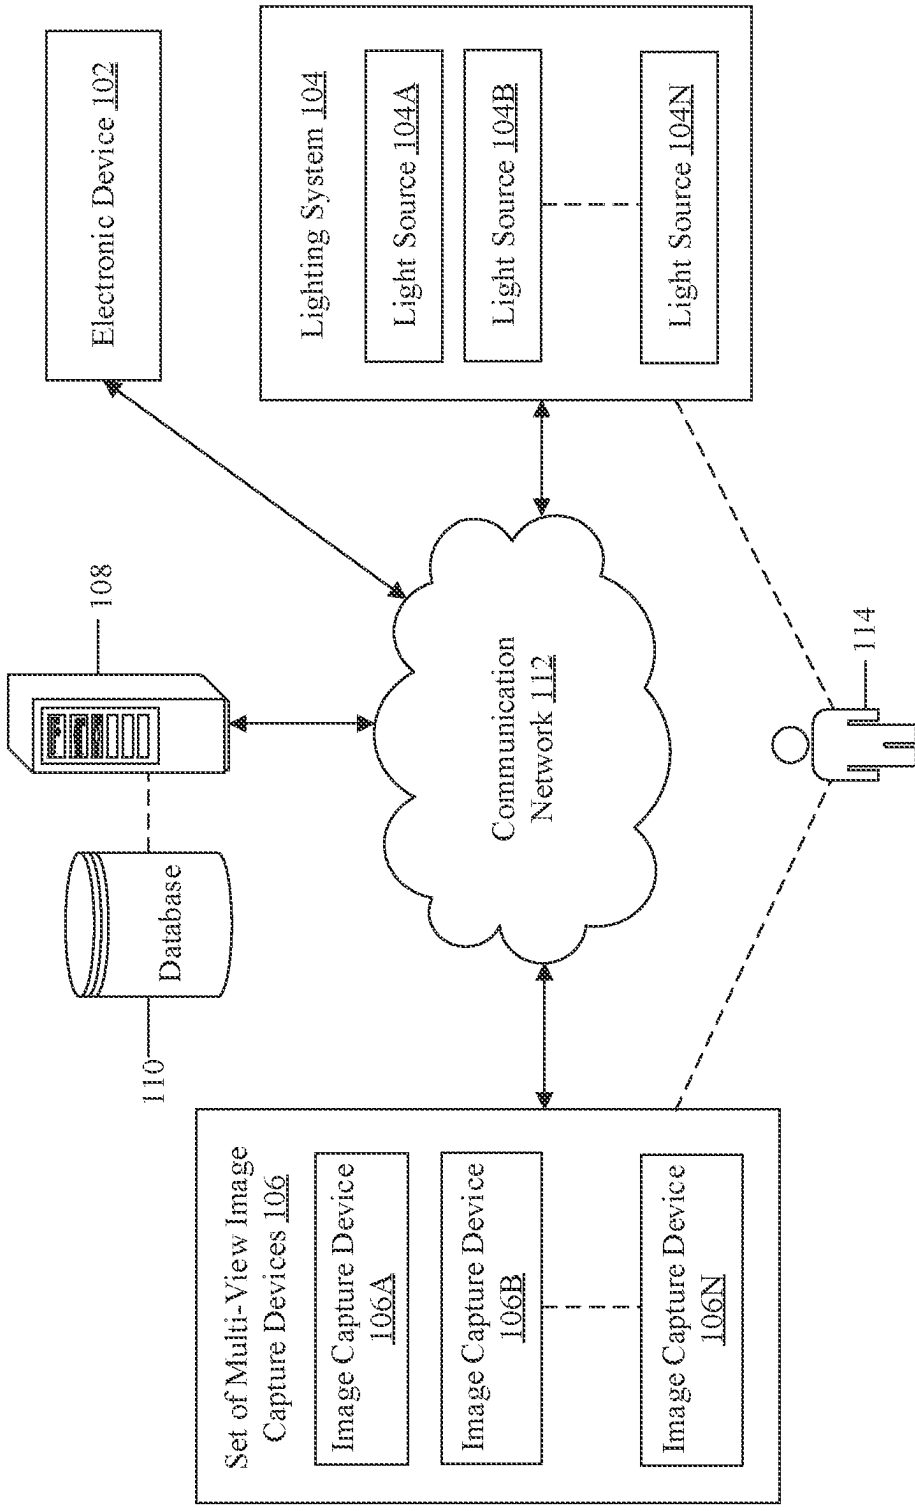 110
Database
108
Electronic Device 102
Set of Multi-View Image
Capture Devices 106
Image Capture Device
106A
Image Capture Device
106B
Image Capture Device
106N
Communication
Network 112
Lighting System 104
Light Source 104A
Light Source 104B
Light Source 104N
114